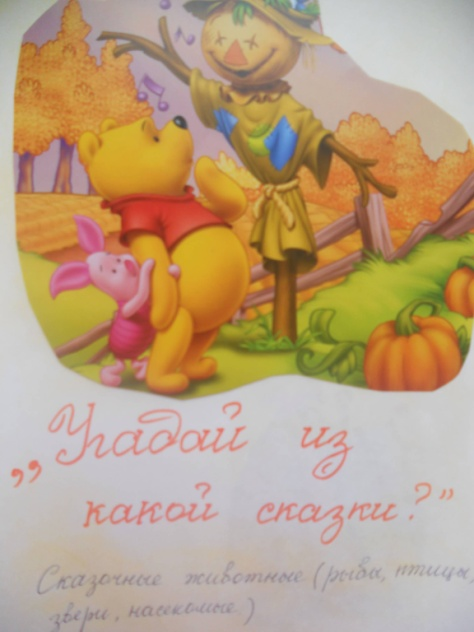 „Угадай из
какой сказки?”
Сказочные животные (рыбы, птицы,
звери, насекомые)